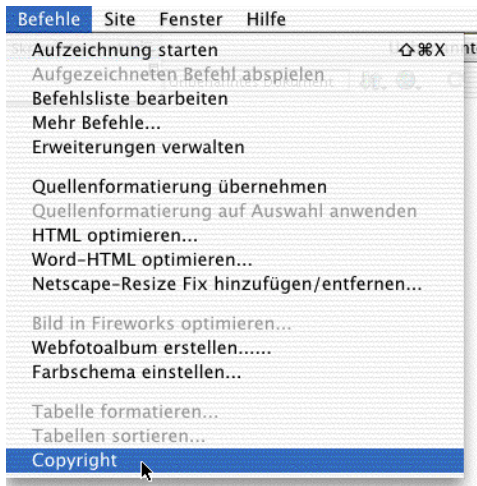 Befehle Site Fenster Hilfe
Aufzeichnung starten ⇧⌘X
Aufgezeichneten Befehl abspielen
Befehlsliste bearbeiten
Mehr Befehle...
Erweiterungen verwalten
Quellenformatierung übernehmen
Quellenformatierung auf Auswahl anwenden
HTML optimieren...
Word-HTML optimieren...
Netscape-Resize Fix hinzufügen/entfernen...
Bild in Fireworks optimieren...
Webfotoalbum erstellen......
Farbschema einstellen...
Tabelle formatieren...
Tabellen sortieren...
Copyright